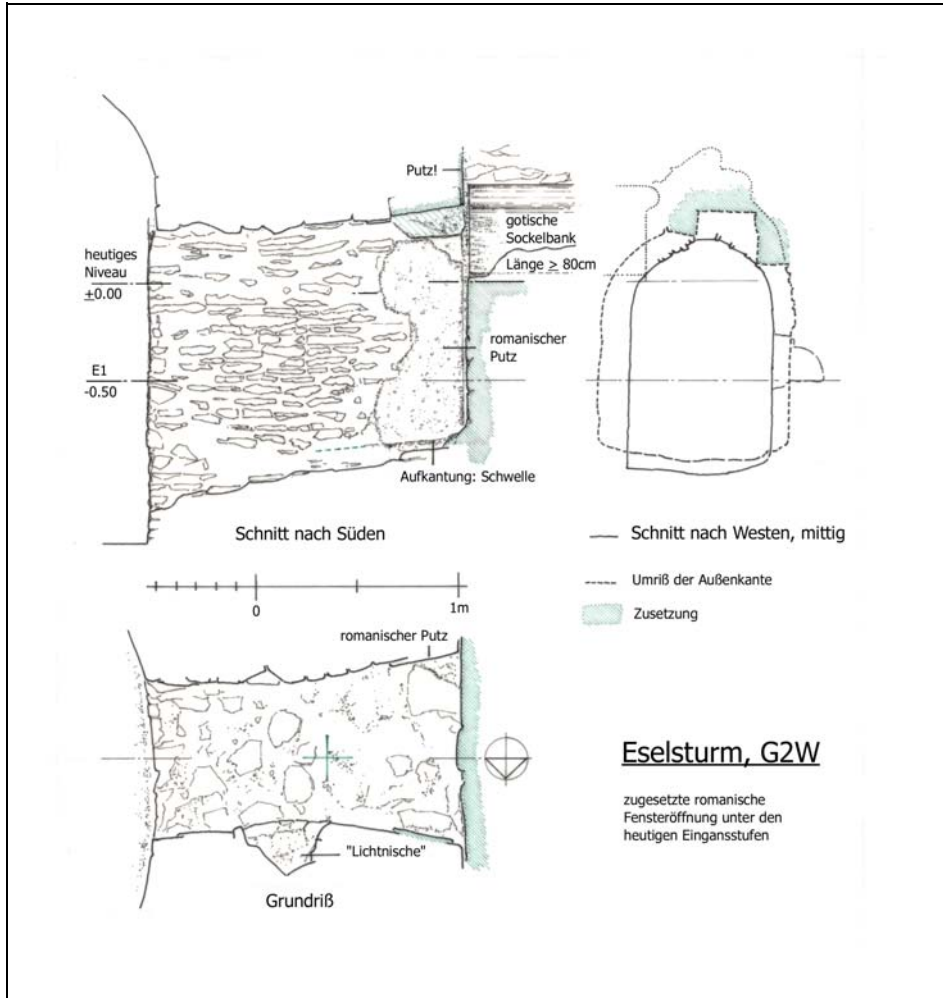 Putz!
gotische
Sockelbank
Länge ≥ 80cm
heutiges
Niveau
±0.00
romanischer
Putz
E1
-0.50
Aufkantung: Schwelle
Schnitt nach Süden
Schnitt nach Westen, mittig
Umriß der Außenkante
Zusetzung
0
1m
romanischer Putz
Eselsturm, G2W
zugesetzte romanische
Fensteröffnung unter den
heutigen Eingansstufen
"Lichtnische"
Grundriß